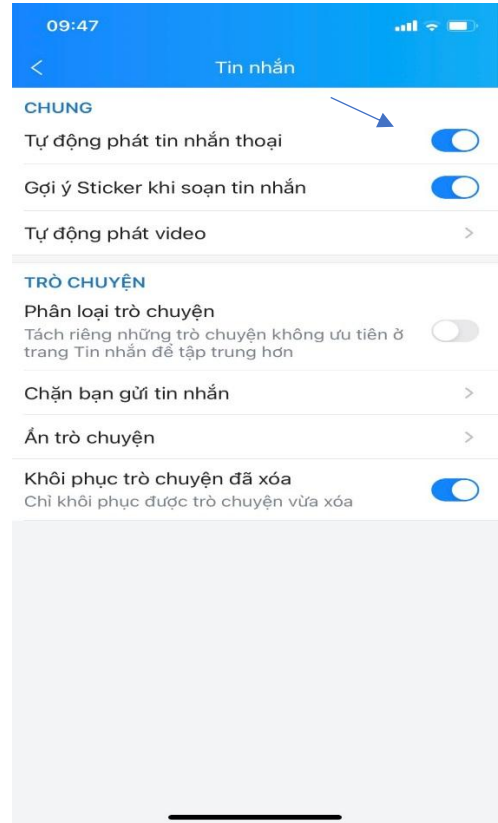 09:47
Tin nhắn
CHUNG
Tự động phát tin nhắn thoại
Gợi ý Sticker khi soạn tin nhắn
Tự động phát video
TRÒ CHUYỆN
Phân loại trò chuyện
Tách riêng những trò chuyện không ưu tiên ở
trang Tin nhắn để tập trung hơn
Chặn bạn gửi tin nhắn
Ẩn trò chuyện
Khôi phục trò chuyện đã xóa
Chỉ khôi phục được trò chuyện vừa xóa